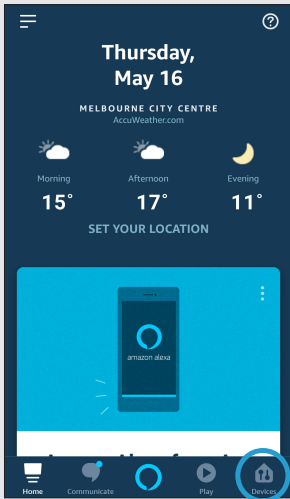 Thursday,
May 16
MELBOURNE CITY CENTRE
AccuWeather.com
Morning Afternoon Evening
15° 17° 11°
SET YOUR LOCATION
amazon alexa
Home Communicate Play Devices